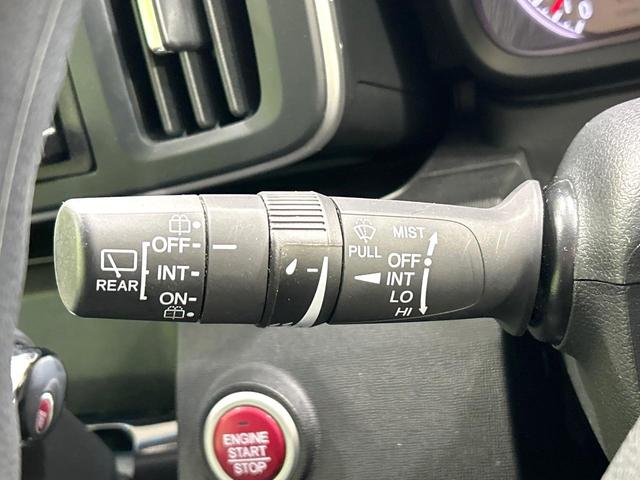 OFF
INT
REAR
ON
MIST
PULL
OFF
INT
LO
HI
ENGINE
START
STOP